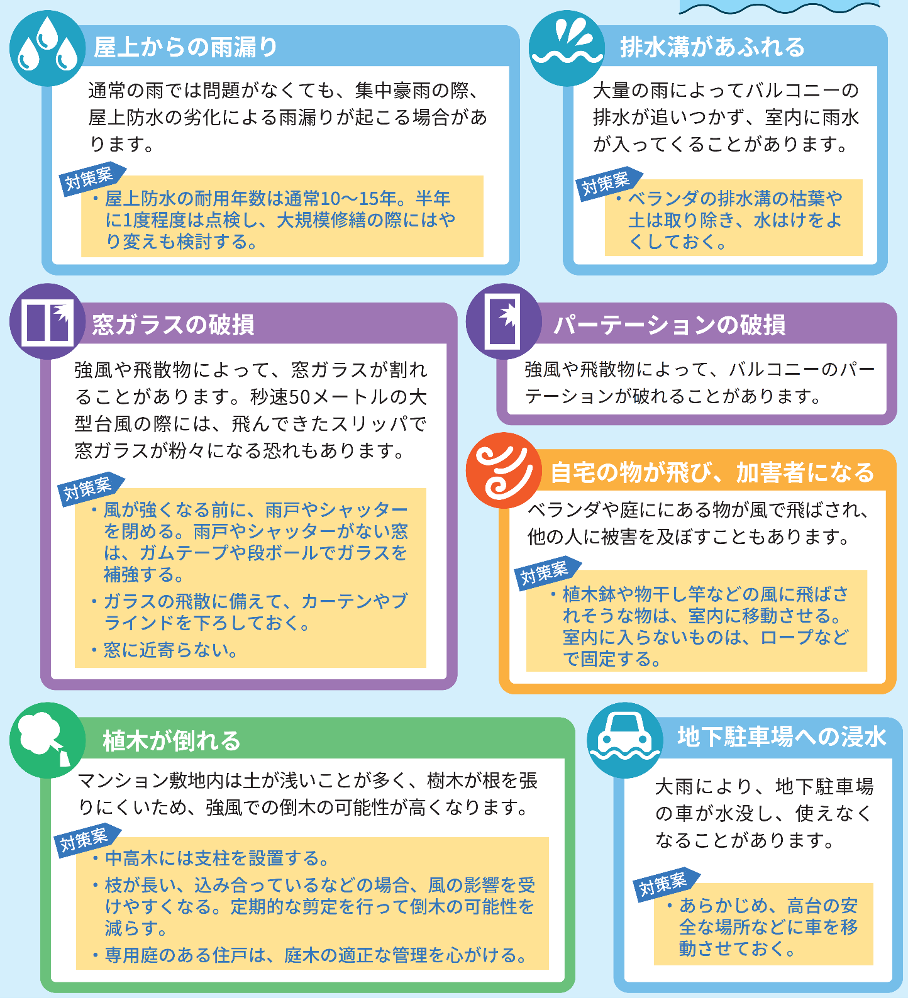 屋上からの雨漏り
通常の雨では問題がなくても、集中豪雨の際、
屋上防水の劣化による雨漏りが起こる場合があ
ります。
対策案
・屋上防水の耐用年数は通常10〜15年。半年
に1度程度は点検し、大規模修繕の際にはや
り変えも検討する。
排水溝があふれる
大量の雨によってバルコニーの
排水が追いつかず、室内に雨水
が入ってくることがあります。
対策案
・ベランダの排水溝の枯葉や
土は取り除き、水はけをよ
くしておく。
窓ガラスの破損
強風や飛散物によって、窓ガラスが割れ
ることがあります。秒速50メートルの大
型台風の際には、飛んできたスリッパで
窓ガラスが粉々になる恐れもあります。
対策案
・風が強くなる前に、雨戸やシャッター
を閉める。雨戸やシャッターがない窓
は、ガムテープや段ボールでガラスを
補強する。
・ガラスの飛散に備えて、カーテンやブ
ラインドを下ろしておく。
・窓に近寄らない。
パーテーションの破損
強風や飛散物によって、バルコニーのパー
テーションが破れることがあります。
自宅の物が飛び、加害者になる
ベランダや庭ににある物が風で飛ばされ、
他の人に被害を及ぼすこともあります。
対策案
・植木鉢や物干し竿などの風に飛ばさ
れそうな物は、室内に移動させる。
室内に入らないものは、ロープなど
で固定する。
植木が倒れる
マンション敷地内は土が浅いことが多く、樹木が根を張
りにくいため、強風での倒木の可能性が高くなります。
対策案
・中高木には支柱を設置する。
・枝が長い、込み合っているなどの場合、風の影響を受
けやすくなる。定期的な剪定を行って倒木の可能性を
減らす。
・専用庭のある住戸は、庭木の適正な管理を心がける。
地下駐車場への浸水
大雨により、地下駐車場
の車が水没し、使えなく
なることがあります。
対策案
・あらかじめ、高台の安
全な場所などに車を移
動させておく。